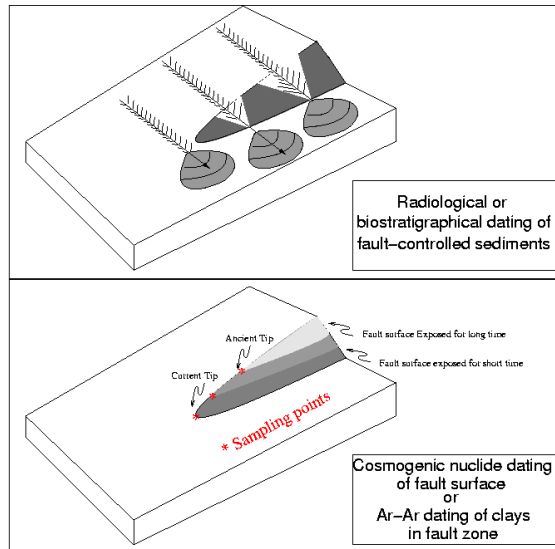 Radiological or
biostratigraphical dating of
fault-controlled sediments
Ancient Tip
Fault surface Exposed for long time
Current Tip
Fault surface exposed for short time
* Sampling points
Cosmogenic nuclide dating
of fault surface
or
Ar-Ar dating of clays
in fault zone